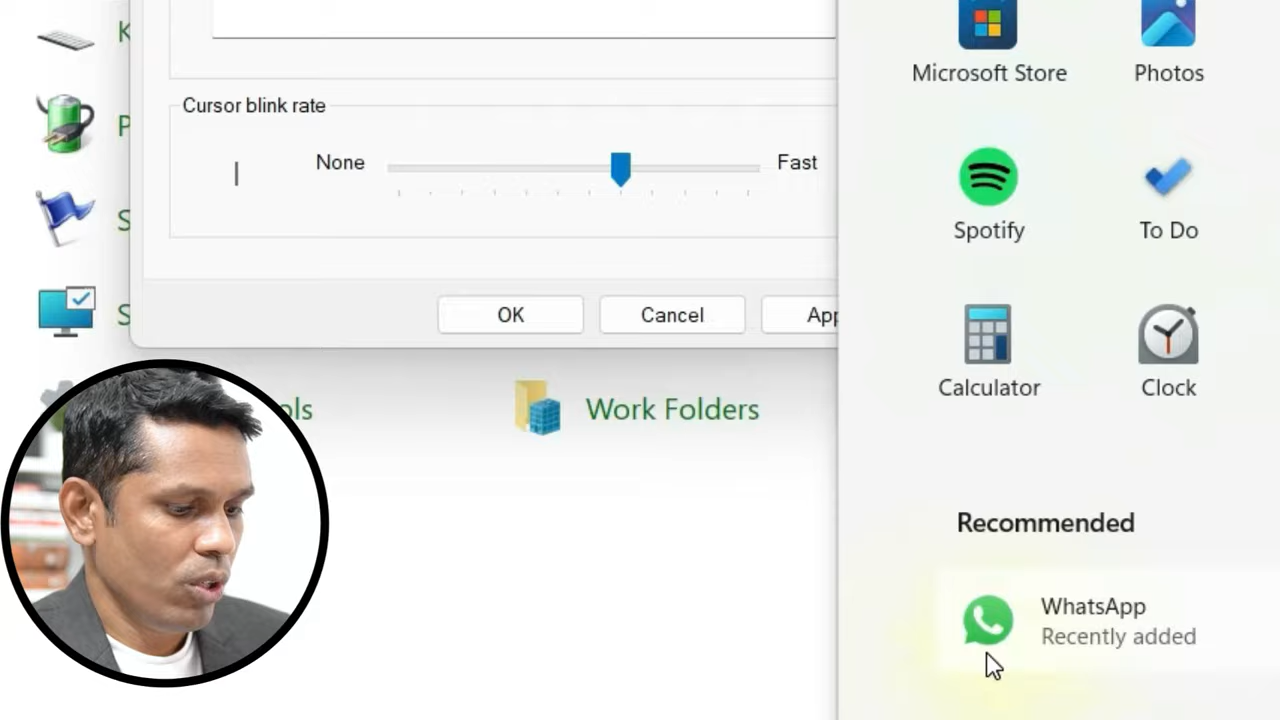 K
P
S
S
ols
Work Folders
Cursor blink rate
None
Fast
OK
Cancel
App
Microsoft Store
Photos
Spotify
To Do
Calculator
Clock
Recommended
WhatsApp
Recently added